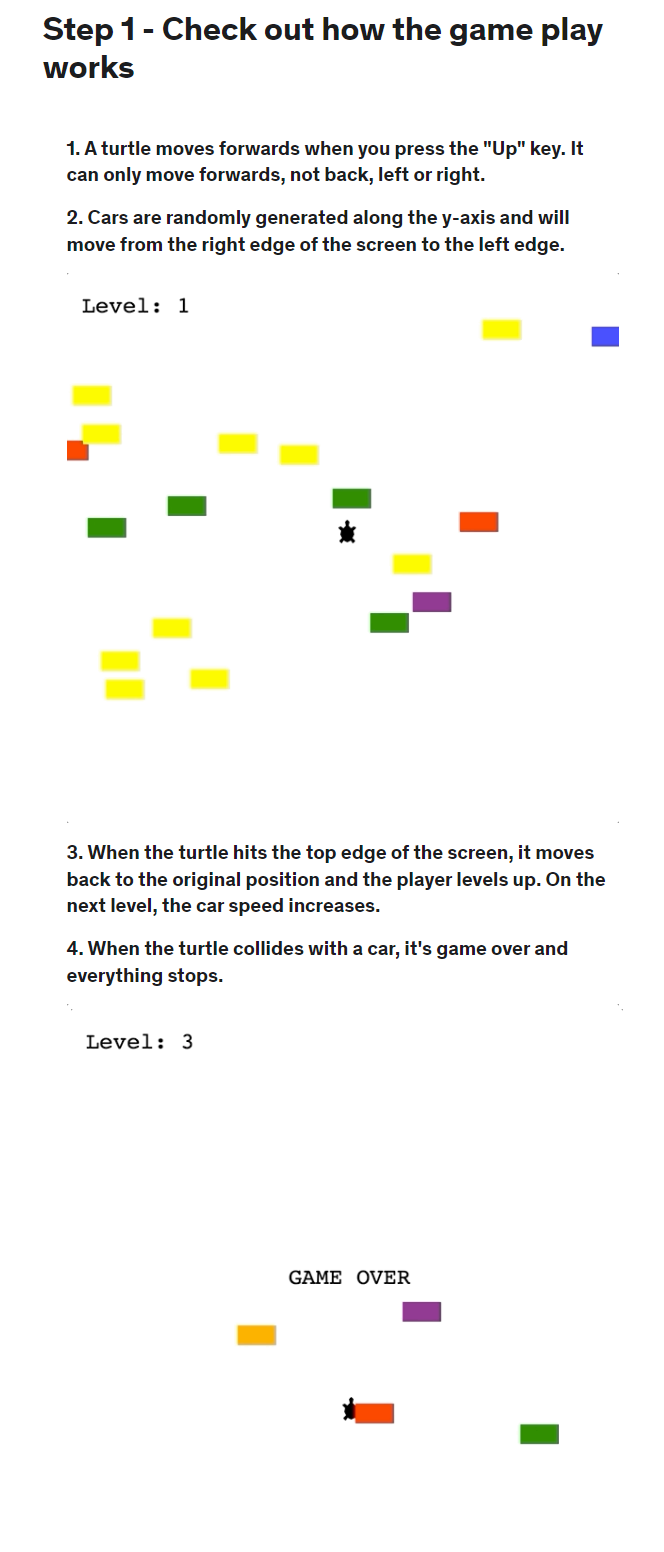 Step 1 - Check out how the game play
works
1. A turtle moves forwards when you press the "Up" key. It
can only move forwards, not back, left or right.
2. Cars are randomly generated along the y-axis and will
move from the right edge of the screen to the left edge.
Level: 1
3. When the turtle hits the top edge of the screen, it moves
back to the original position and the player levels up. On the
next level, the car speed increases.
4. When the turtle collides with a car, it's game over and
everything stops.
Level: 3
GAME OVER